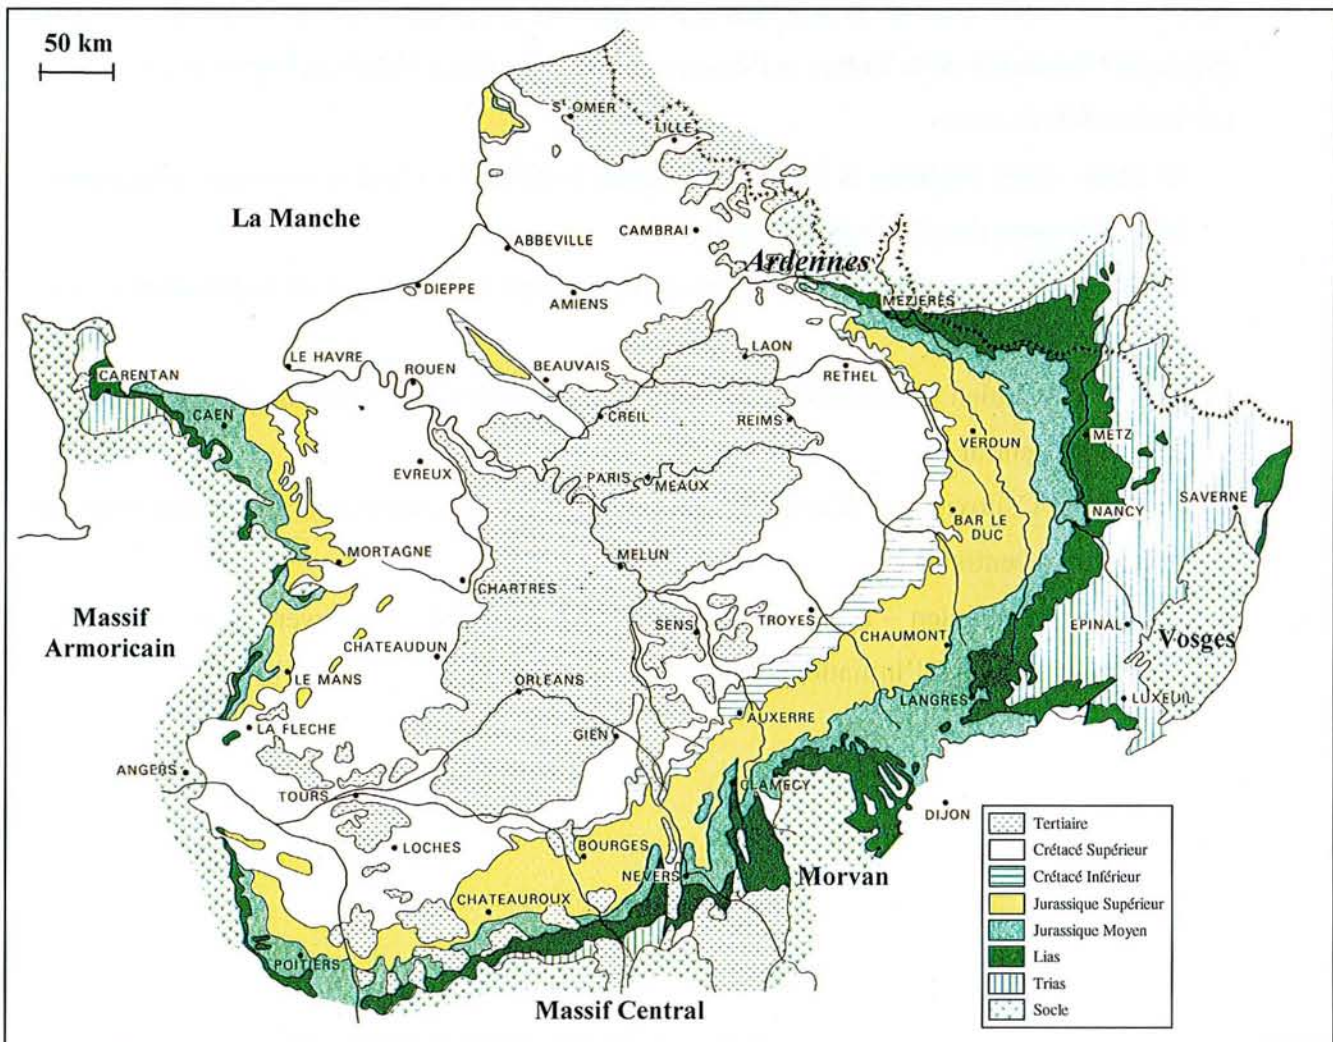 50 km
St OMER
LILLE
La Manche
ABBEVILLE
CAMBRAI
Ardennes
DIEPPE
AMIENS
MEZIERES
LE HAVRE
ROUEN
BEAUVAIS
LAON
RETHEL
CARENTAN
CAEN
CREIL
REIMS
VERDUN
METZ
EVREUX
PARIS
MEAUX
SAVERNE
NANCY
BAR LE
DUC
MORTAGNE
MELUN
CHARTRES
Massif
Armoricain
SENS
TROYES
CHAUMONT
EPINAL
Vosges
CHATEAUDUN
LE MANS
ORLEANS
LANGRES
LUXEUIL
LA FLECHE
GIEN
AUXERRE
ANGERS
TOURS
CLAMECY
DIJON
LOCHES
BOURGES
NEVERS
Morvan
CHATEAUROUX
POITIERS
Massif Central
Tertiaire
Crétacé Supérieur
Crétacé Inférieur
Jurassique Supérieur
Jurassique Moyen
Lias
Trias
Socle